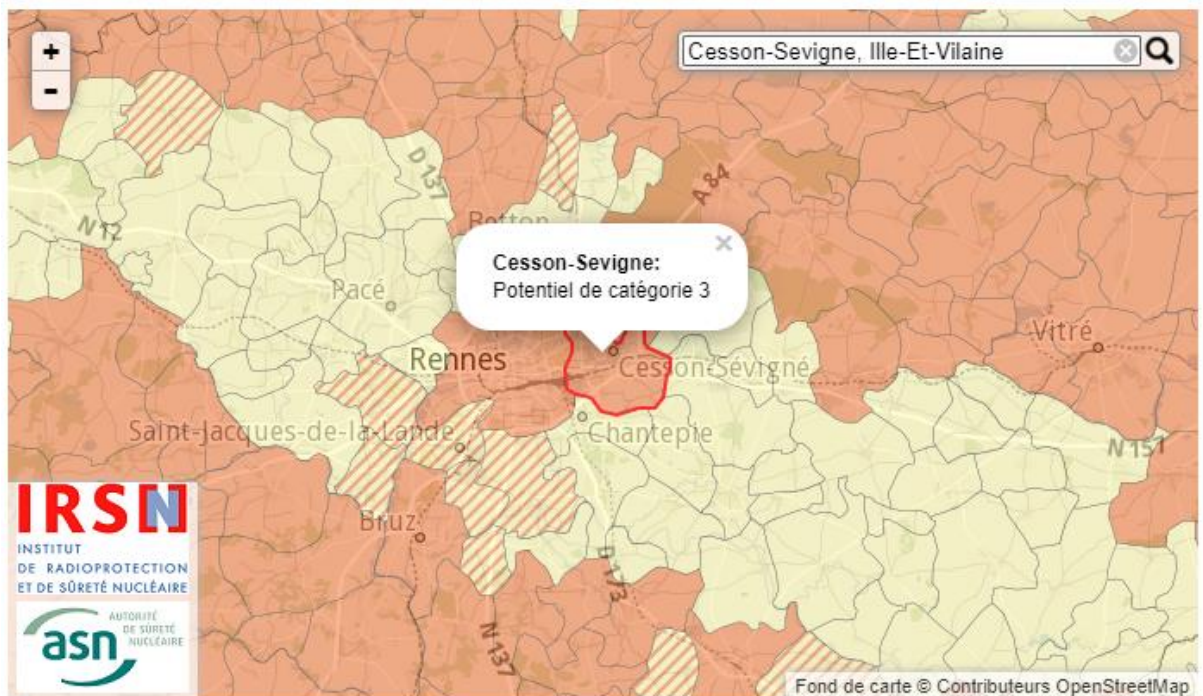 +
-
Cesson-Sevigne, Ille-Et-Vilaine
D 137
A 84
Betton
N 12
Cesson-Sevigne:
Potentiel de catégorie 3
Pacé
Vitré
Rennes
Cesson-Sévigné
Saint-Jacques-de-la-Lande
Chantepie
N 157
IRSN
INSTITUT
DE RADIOPROTECTION
ET DE SÛRETÉ NUCLÉAIRE
Bruz
D 173
AUTORITÉ
DE SÛRETÉ
NUCLÉAIRE
asn
N 137
Fond de carte © Contributeurs OpenStreetMap